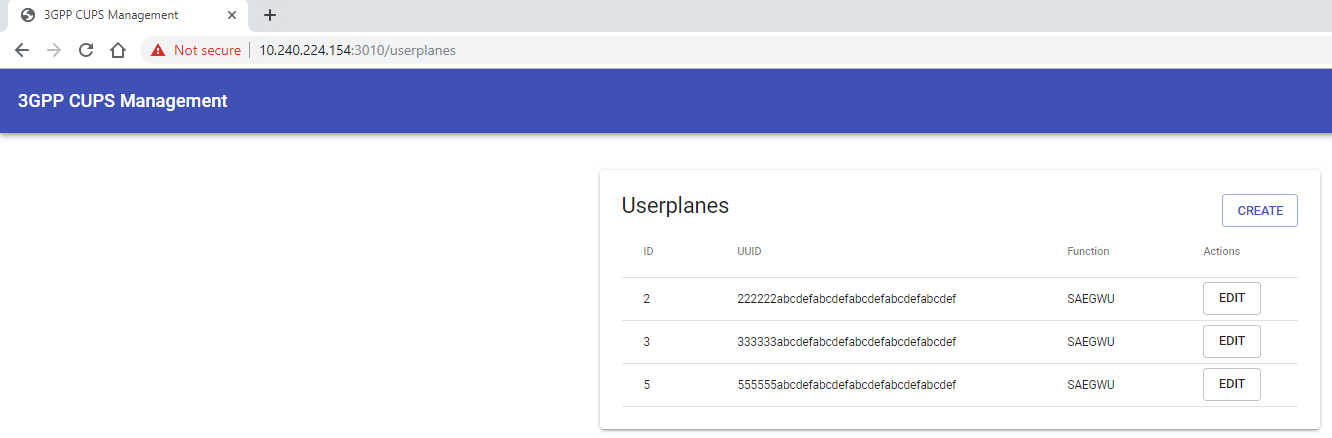 3GPP CUPS Management
Not secure 10.240.224.154:3010/userplanes
3GPP CUPS Management
Userplanes
CREATE
ID UUID Function Actions
2 222222abcdefabcdefabcdefabcdefabcdef SAEGWU EDIT
3 333333abcdefabcdefabcdefabcdefabcdef SAEGWU EDIT
5 555555abcdefabcdefabcdefabcdefabcdef SAEGWU EDIT